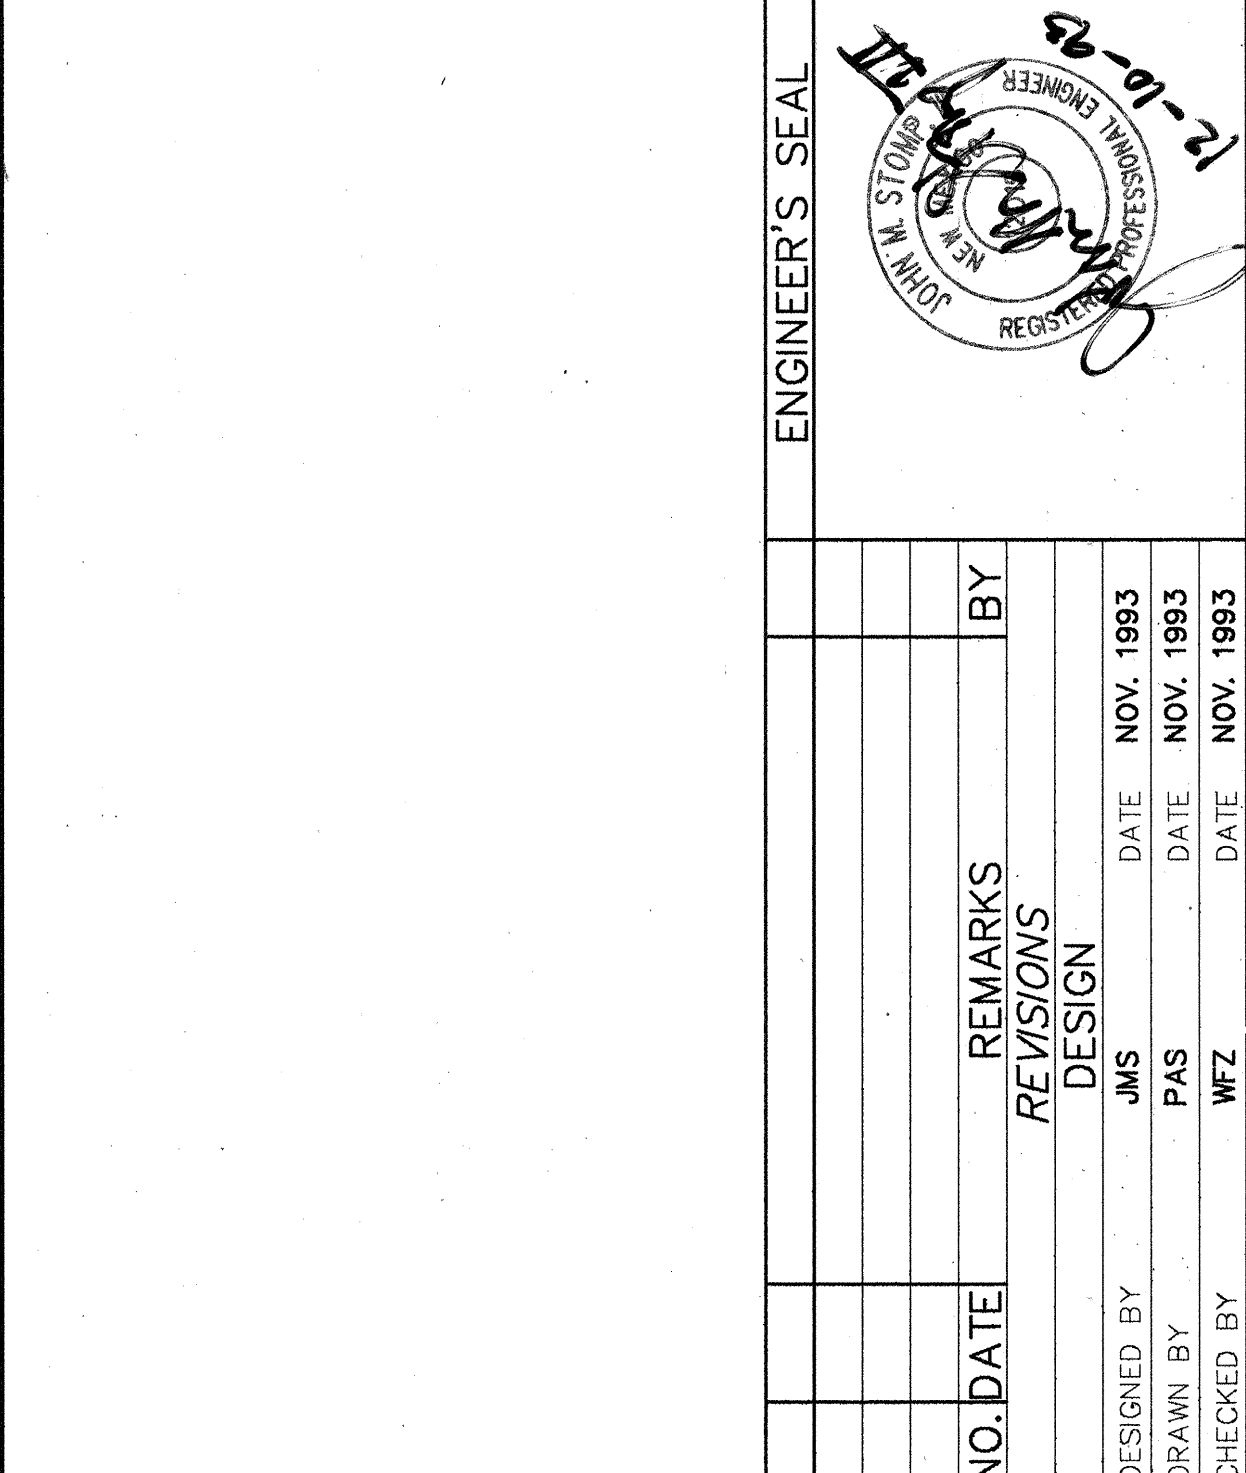 ENGINEER'S SEAL
JOHN M. STOMP
NEW MEXICO
REGISTERED PROFESSIONAL ENGINEER
12-10-93
NO. DATE REMARKS BY
REVISIONS
DESIGN
DESIGNED BY JMS DATE NOV. 1993
DRAWN BY PAS DATE NOV. 1993
CHECKED BY WFZ DATE NOV. 1993